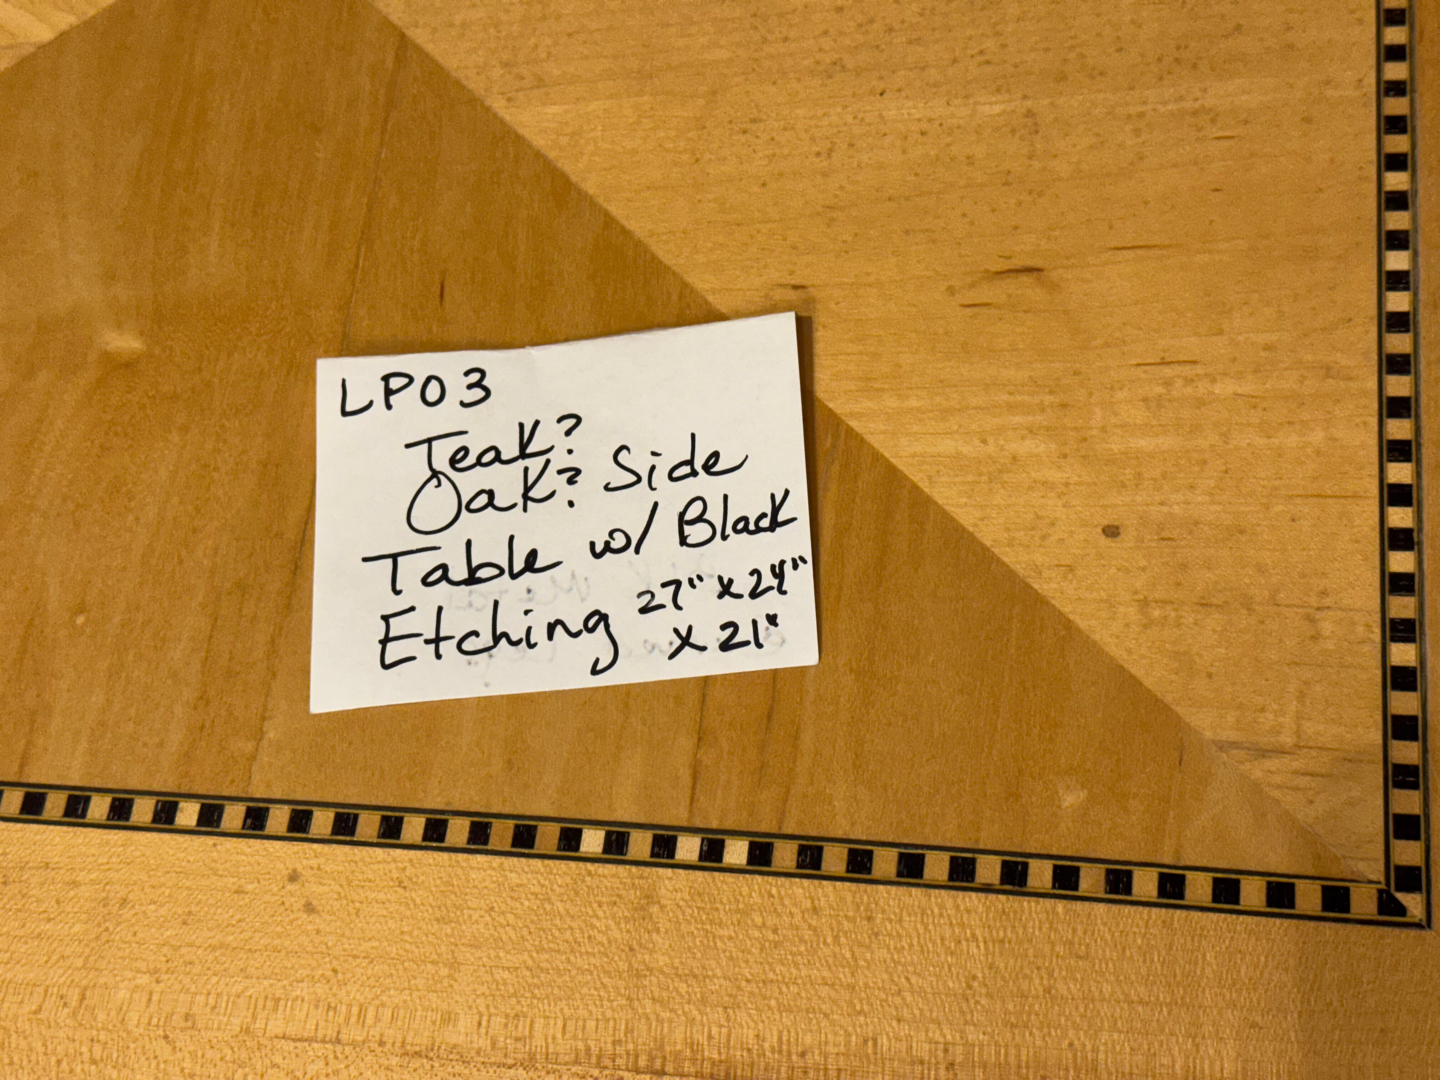 LP03
Teak?
Oak? Side
Table w/ Black
Etching 27" x 24"
x 21"